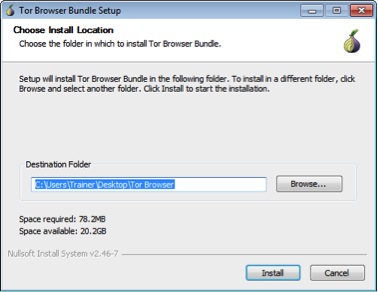 Tor Browser Bundle Setup
Choose Install Location
Choose the folder in which to install Tor Browser Bundle.
Setup will install Tor Browser Bundle in the following folder. To install in a different folder, click
Browse and select another folder. Click Install to start the installation.
Destination Folder
C:\Users\Trainer\Desktop\Tor Browser
Browse...
Space required: 78.2MB
Space available: 20.2GB
Nullsoft Install System v2.46-7
Install
Cancel